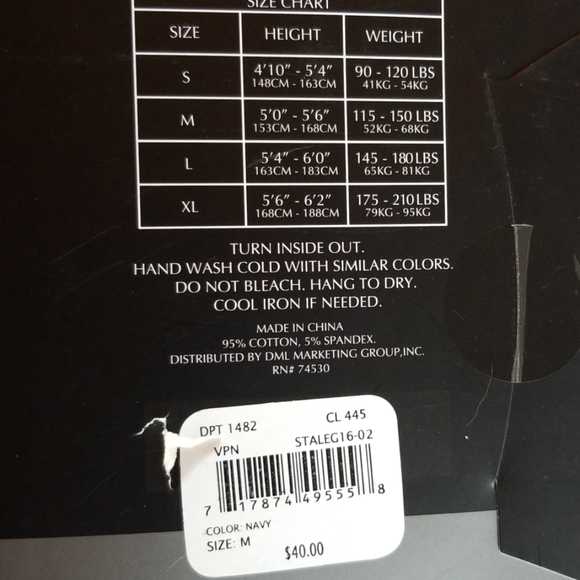 SIZE CHART
SIZE HEIGHT WEIGHT
S 4'10" - 5'4" 90 - 120 LBS
148CM - 163CM 41KG - 54KG
M 5'0" - 5'6" 115 - 150 LBS
153CM - 168CM 52KG - 68KG
L 5'4" - 6'0" 145 - 180 LBS
163CM - 183CM 65KG - 81KG
XL 5'6" - 6'2" 175 - 210 LBS
168CM - 188CM 79KG - 95KG
TURN INSIDE OUT.
HAND WASH COLD WIITH SIMILAR COLORS.
DO NOT BLEACH. HANG TO DRY.
COOL IRON IF NEEDED.
MADE IN CHINA
95% COTTON, 5% SPANDEX.
DISTRIBUTED BY DML MARKETING GROUP,INC.
RN# 74530
DPT 1482 CL 445
VPN STALEG16-02
7 17874 49555 8
COLOR: NAVY
SIZE: M
$40.00